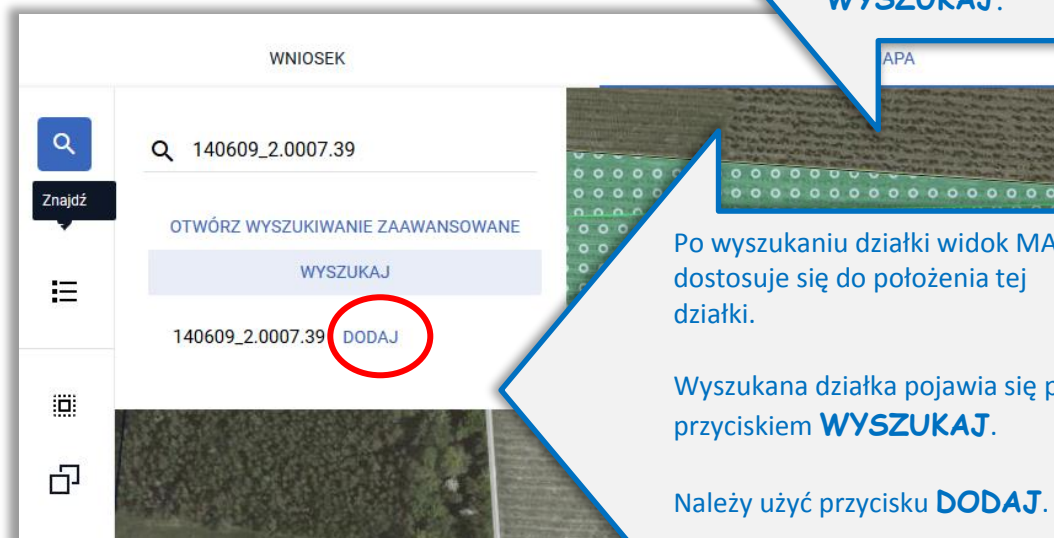 WYSZUKAJ.
WNIOSEK
APA
140609_2.0007.39
Znajdź
OTWÓRZ WYSZUKIWANIE ZAAWANSOWANE
WYSZUKAJ
140609_2.0007.39 DODAJ
Po wyszukaniu działki widok MA
dostosuje się do położenia tej
działki.
Wyszukana działka pojawia się p
przyciskiem WYSZUKAJ.
Należy użyć przycisku DODAJ.